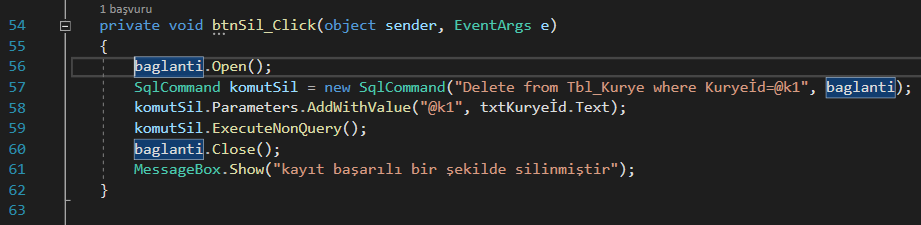 1 başvuru
54 private void btnSil_Click(object sender, EventArgs e)
55 {
56 baglanti.Open();
57 SqlCommand komutSil = new SqlCommand("Delete from Tbl_Kurye where Kuryeİd=@k1", baglanti);
58 komutSil.Parameters.AddWithValue("@k1", txtKuryeİd.Text);
59 komutSil.ExecuteNonQuery();
60 baglanti.Close();
61 MessageBox.Show("kayıt başarılı bir şekilde silinmiştir");
62 }
63